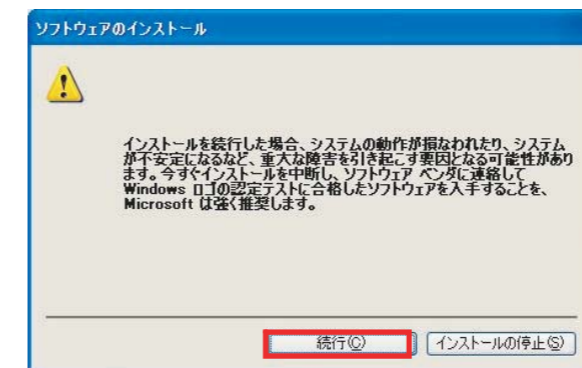 ソフトウェアのインストール
インストールを続行した場合、システムの動作が損なわれたり、システム
が不安定になるなど、重大な障害を引き起こす要因となる可能性があり
ます。今すぐインストールを中断し、ソフトウェア ベンダに連絡して
Windows ロゴの認定テストに合格したソフトウェアを入手することを、
Microsoft は強く推奨します。
続行(C) インストールの停止(S)